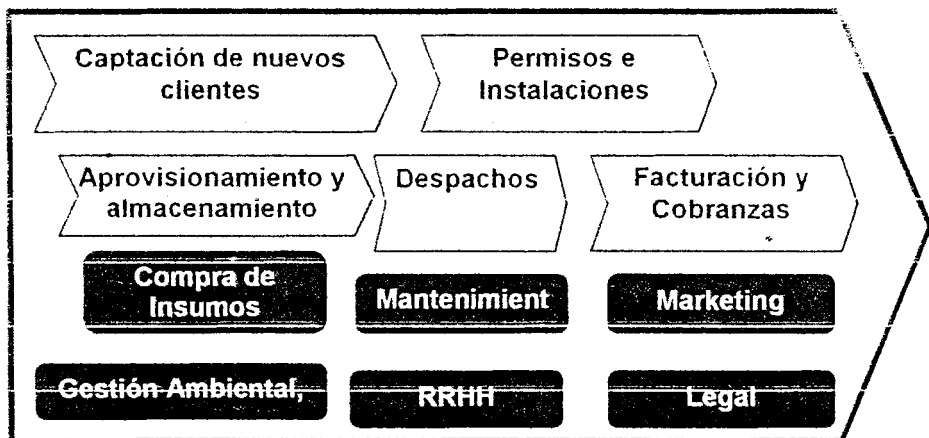 Captación de nuevos
clientes
Permisos e
Instalaciones
Aprovisionamiento y
almacenamiento
Despachos
Facturación y
Cobranzas
Compra de
Insumos
Mantenimient
Marketing
Gestión Ambiental,
RRHH
Legal